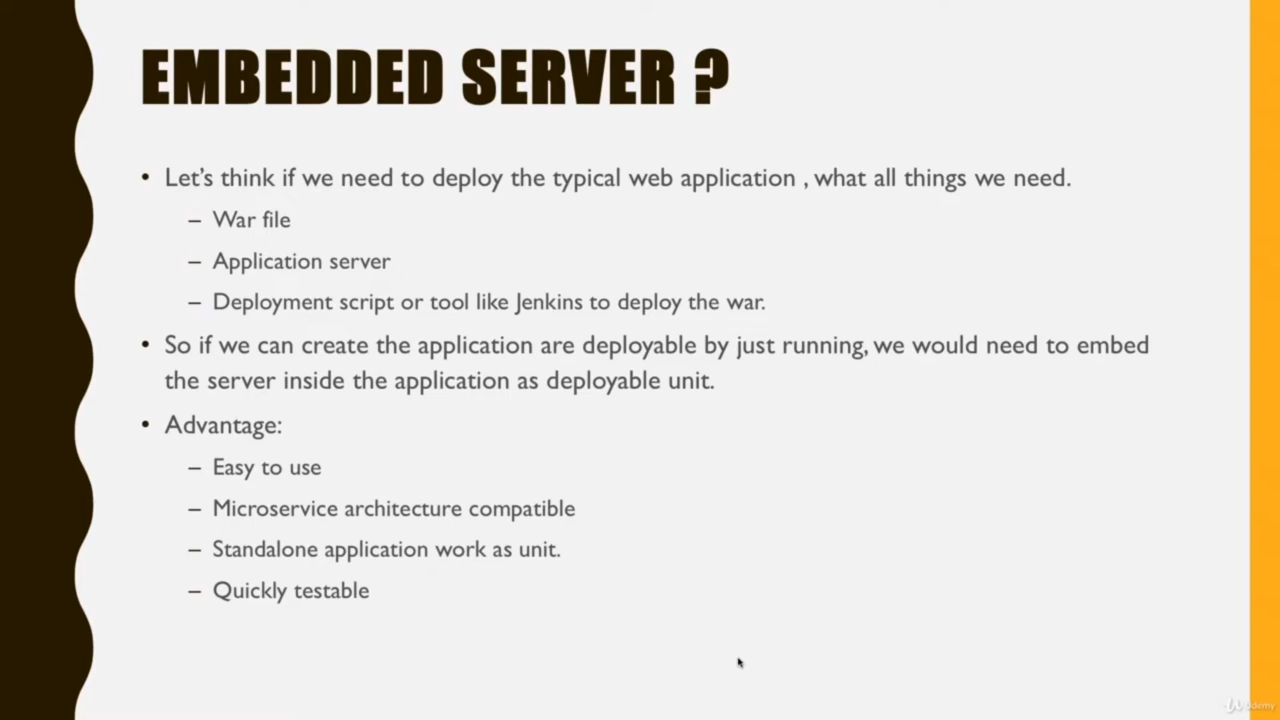 EMBEDDED SERVER ?
• Let's think if we need to deploy the typical web application , what all things we need.
– War file
– Application server
– Deployment script or tool like Jenkins to deploy the war.
• So if we can create the application are deployable by just running, we would need to embed
the server inside the application as deployable unit.
• Advantage:
– Easy to use
– Microservice architecture compatible
– Standalone application work as unit.
– Quickly testable
Udemy